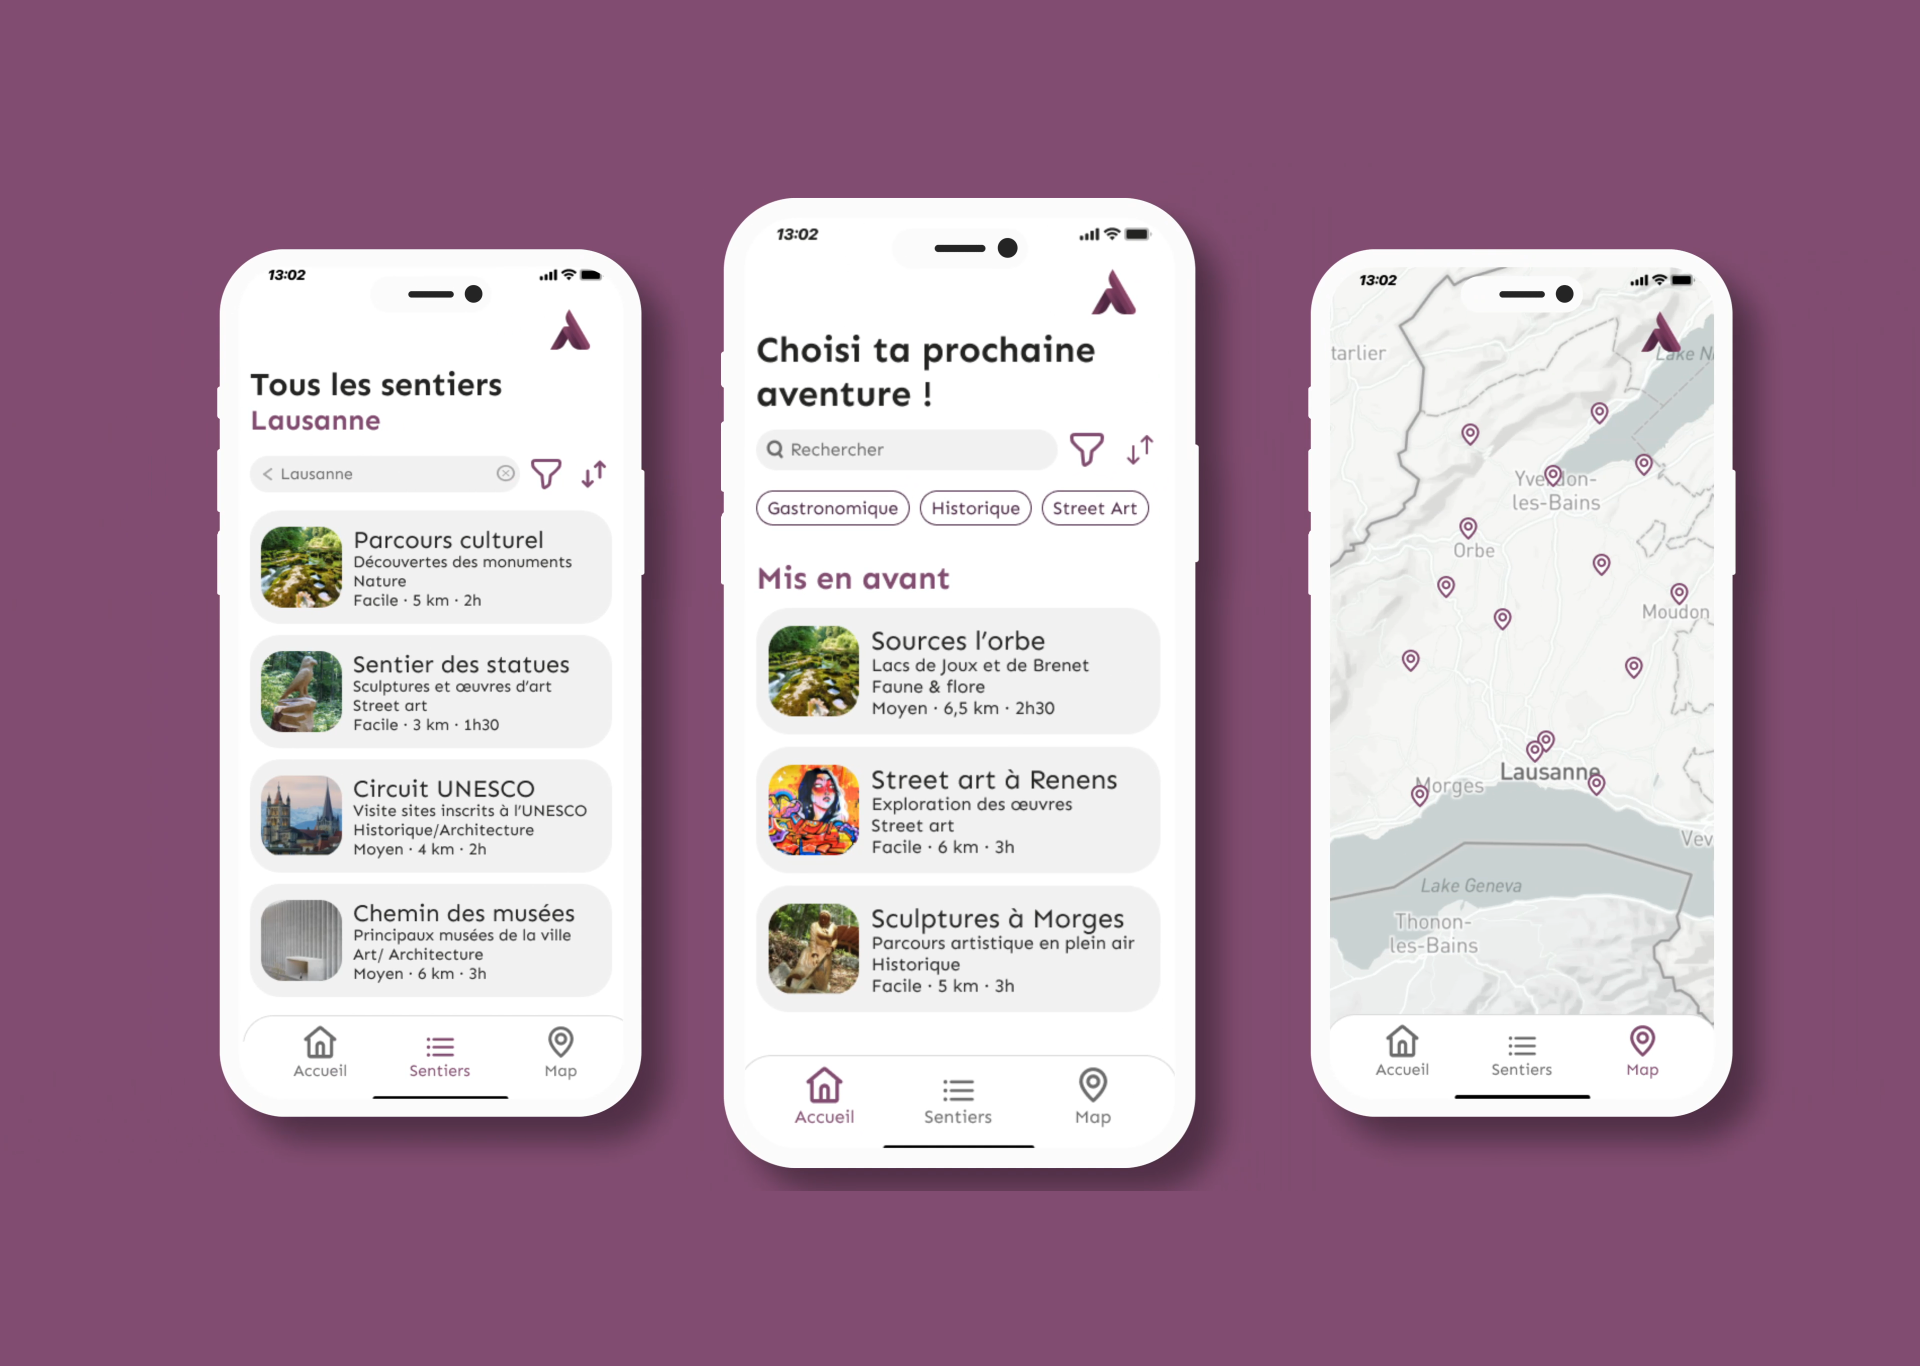 13:02
Tous les sentiers
Lausanne
< Lausanne
Parcours culturel
Découvertes des monuments
Nature
Facile · 5 km · 2h
Sentier des statues
Sculptures et œuvres d'art
Street art
Facile · 3 km · 1h30
Circuit UNESCO
Visite sites inscrits à l'UNESCO
Historique/Architecture
Moyen · 4 km · 2h
Chemin des musées
Principaux musées de la ville
Art/ Architecture
Moyen · 6 km · 3h
Accueil
Sentiers
Map
13:02
Choisi ta prochaine
aventure !
Rechercher
Gastronomique
Historique
Street Art
Mis en avant
Sources l'orbe
Lacs de Joux et de Brenet
Faune & flore
Moyen · 6,5 km · 2h30
Street art à Renens
Exploration des œuvres
Street art
Facile · 6 km · 3h
Sculptures à Morges
Parcours artistique en plein air
Historique
Facile · 5 km · 3h
Accueil
Sentiers
Map
13:02
tarlier
Lake N
Yverdon-
les-Bains
Orbe
Moudon
Lausanne
Morges
Vev
Lake Geneva
Thonon-
les-Bains
Accueil
Sentiers
Map